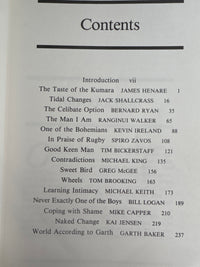 Contents
Introduction vii
The Taste of the Kumara JAMES HENARE 1
Tidal Changes JACK SHALLCRASS 16
The Celibate Option BERNARD RYAN 35
The Man I Am RANGINUI WALKER 65
One of the Bohemians KEVIN IRELAND 88
In Praise of Rugby SPIRO ZAVOS 108
Good Keen Man TIM BICKERSTAFF 121
Contradictions MICHAEL KING 135
Sweet Bird GREG McGEE 156
Wheels TOM BROOKING 163
Learning Intimacy MICHAEL KEITH 173
Never Exactly One of the Boys BILL LOGAN 189
Coping with Shame MIKE CAPPER 210
Naked Change KAI JENSEN 219
World According to Garth GARTH BAKER 237